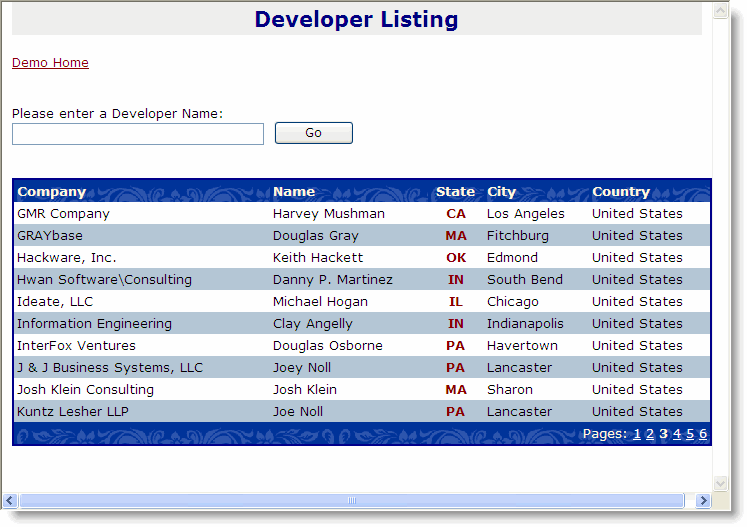 Developer Listing
Demo Home
Please enter a Developer Name:
Go
Company Name State City Country
GMR Company Harvey Mushman CA Los Angeles United States
GRAYbase Douglas Gray MA Fitchburg United States
Hackware, Inc. Keith Hackett OK Edmond United States
Hwan Software\Consulting Danny P. Martinez IN South Bend United States
Ideate, LLC Michael Hogan IL Chicago United States
Information Engineering Clay Angelly IN Indianapolis United States
InterFox Ventures Douglas Osborne PA Havertown United States
J & J Business Systems, LLC Joey Noll PA Lancaster United States
Josh Klein Consulting Josh Klein MA Sharon United States
Kuntz Lesher LLP Joe Noll PA Lancaster United States
Pages: 1 2 3 4 5 6